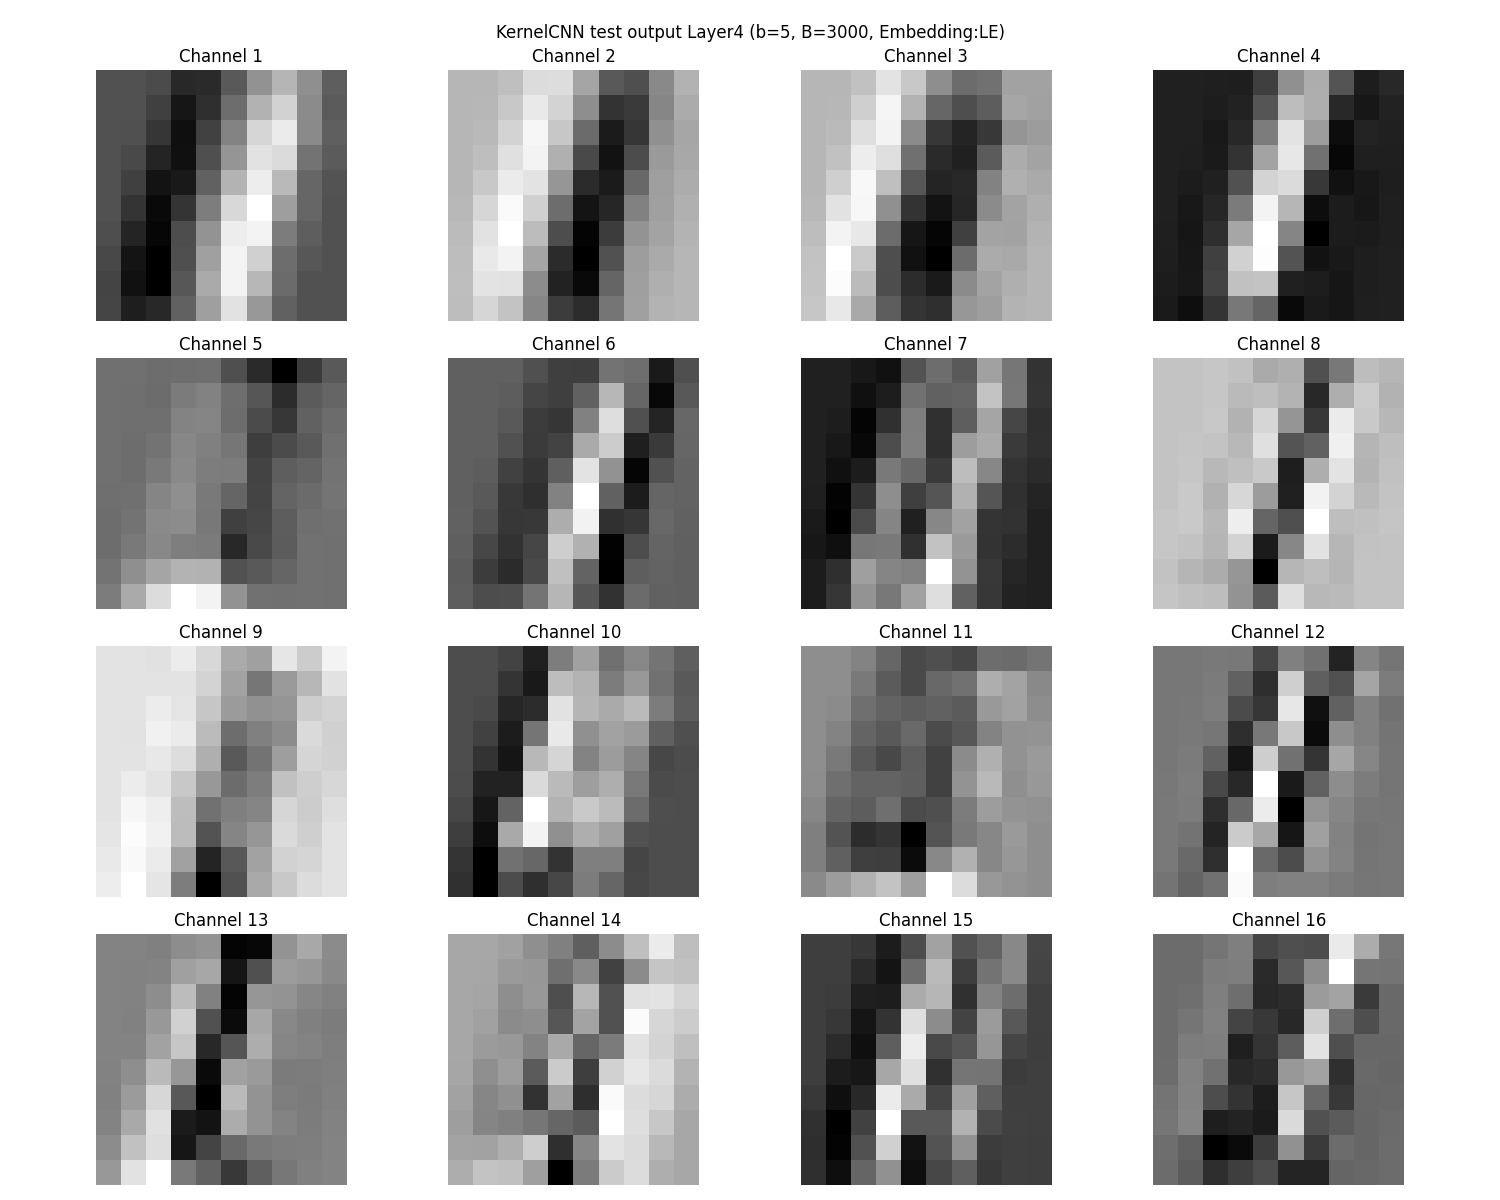 KernelCNN test output Layer4 (b=5, B=3000, Embedding:LE)
Channel 1 Channel 2 Channel 3 Channel 4
Channel 5 Channel 6 Channel 7 Channel 8
Channel 9 Channel 10 Channel 11 Channel 12
Channel 13 Channel 14 Channel 15 Channel 16